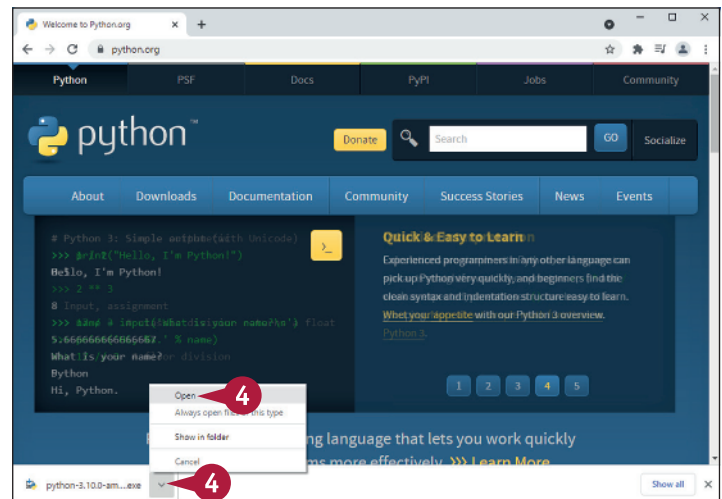 Welcome to Python.org
python.org
Python PSF Docs PyPI Jobs Community
python™
Donate Search GO Socialize
About Downloads Documentation Community Success Stories News Events
# Python 3: Simple
>_
>>> print("Hello, I'm Python!")
Hello, I'm Python!
>>> 2 ** 3
8
What is your name?
Python
Hi, Python.
Quick & Easy to Learn
Experienced programmers in any other language can
pick up Python very quickly, and beginners find the
clean syntax and indentation structure easy to learn.
Whet your appetite with our Python 3 overview.
Python 3.
1 2 3 4 5
Open 4
Always open files of this type
Show in folder
Cancel
ng language that lets you work quickly
ms more effectively. >>> Learn More
python-3.10.0-am....exe 4 Show all